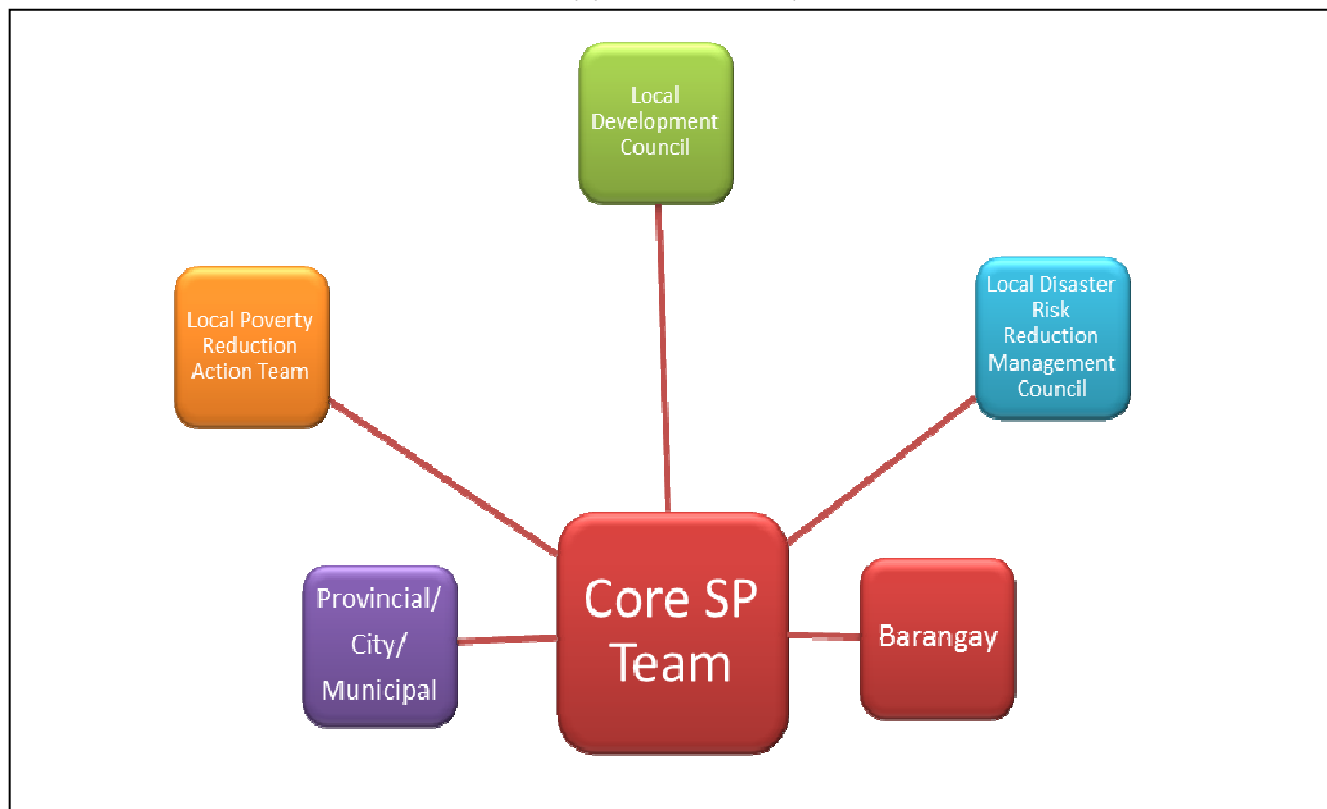 Local
Development
Council
Local Poverty
Reduction
Action Team
Local Disaster
Risk
Reduction
Management
Council
Provincial/
City/
Municipal
Core SP
Team
Barangay